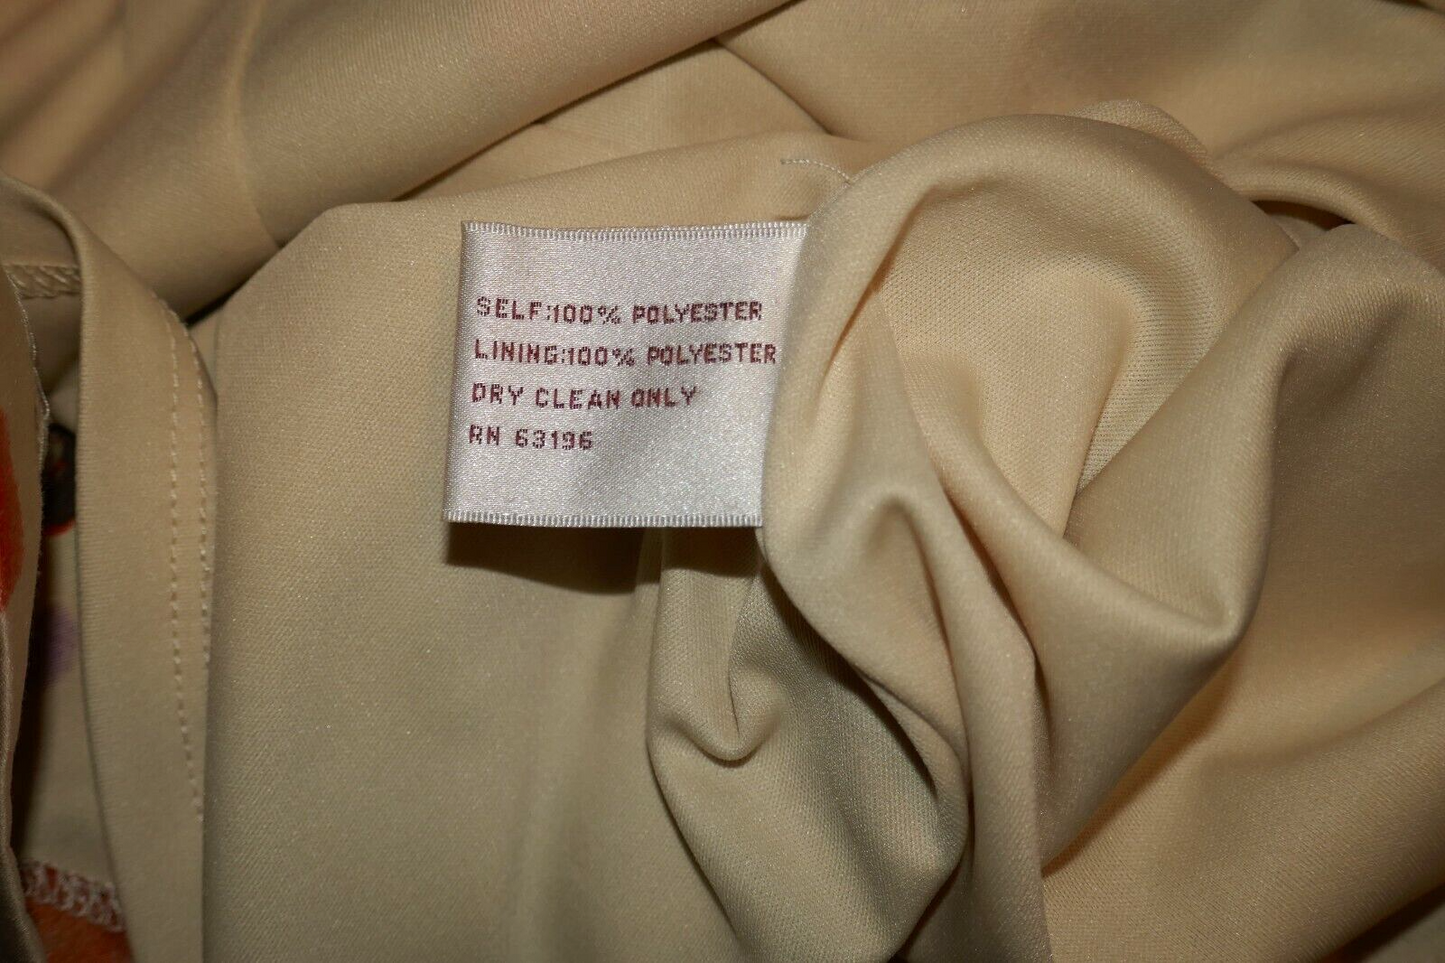 SELF:100% POLYESTER
LINING:100% POLYESTER
DRY CLEAN ONLY
RN 63196